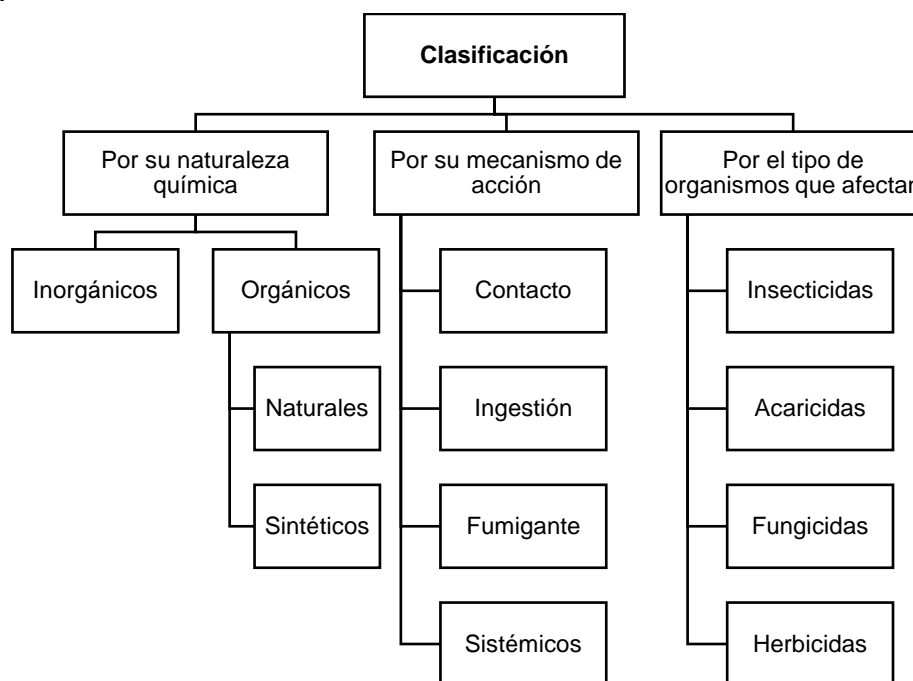 Clasificación
Por su naturaleza
química
Inorgánicos
Orgánicos
Naturales
Sintéticos
Por su mecanismo de
acción
Contacto
Ingestión
Fumigante
Sistémicos
Por el tipo de
organismos que afectan
Insecticidas
Acaricidas
Fungicidas
Herbicidas